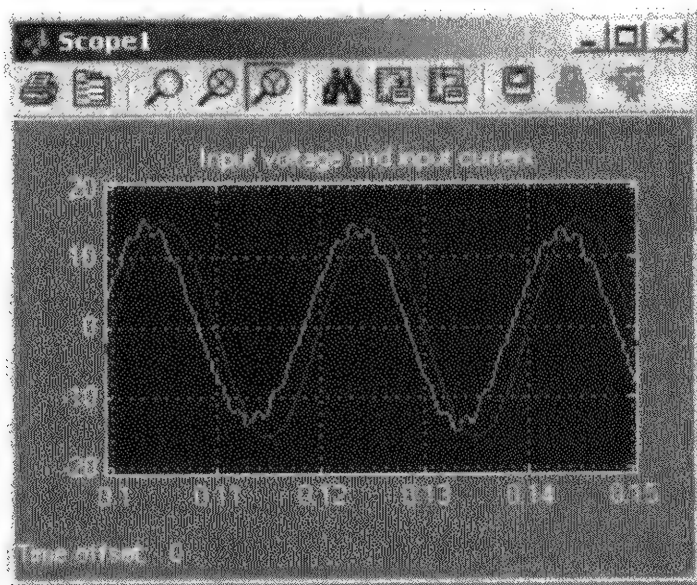 Scope1
Input voltage and input current
20
10
0
-10
-20
0.1 0.11 0.12 0.13 0.14 0.15
Time offset: 0